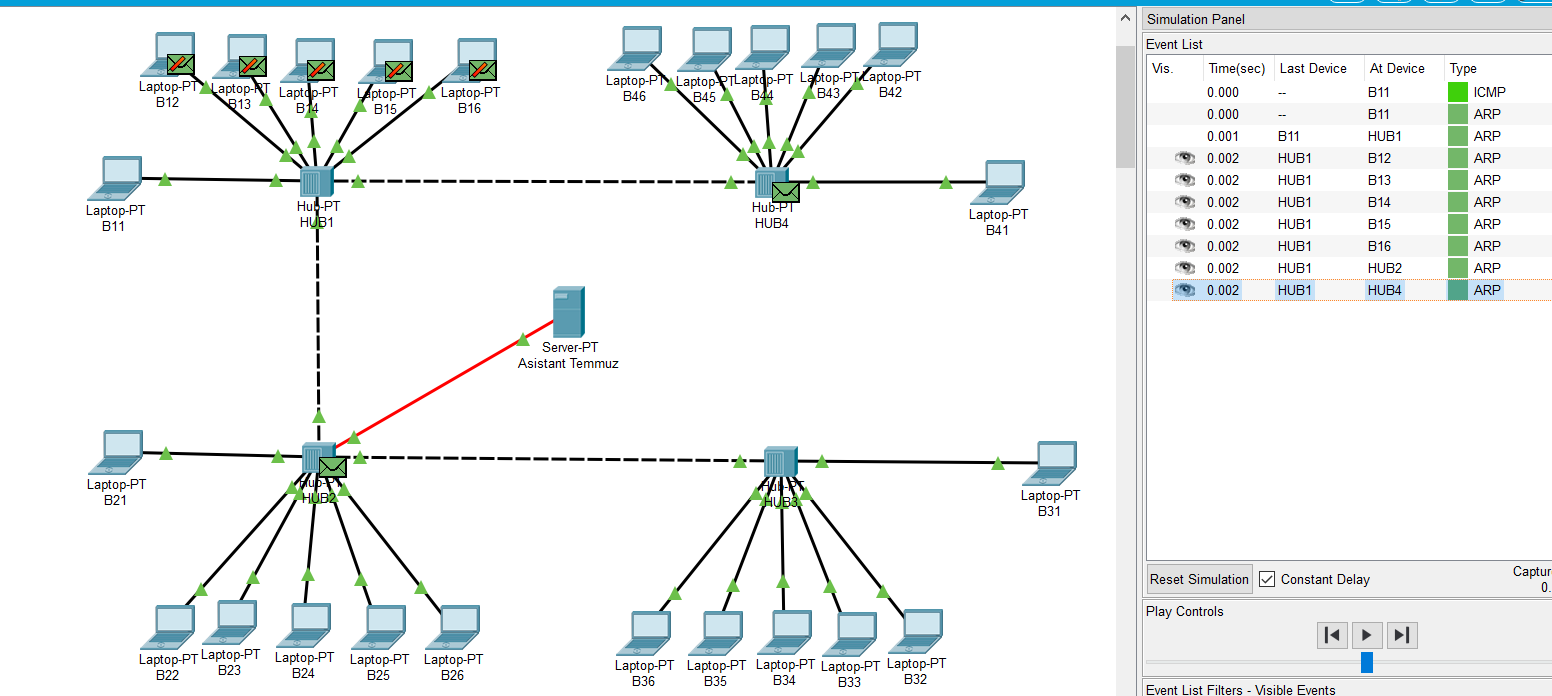 Simulation Panel
Event List
Vis. Time(sec) Last Device At Device Type
0.000 -- B11 ICMP
0.000 -- B11 ARP
0.001 B11 HUB1 ARP
0.002 HUB1 B12 ARP
0.002 HUB1 B13 ARP
0.002 HUB1 B14 ARP
0.002 HUB1 B15 ARP
0.002 HUB1 B16 ARP
0.002 HUB1 HUB2 ARP
0.002 HUB1 HUB4 ARP
Reset Simulation Constant Delay
Captur
0.
Play Controls
Event List Filters - Visible Events
Laptop-PT
B12
Laptop-PT
B13
Laptop-PT
B14
Laptop-PT
B15
Laptop-PT
B16
Laptop-PT
B46
Laptop-PT
B45
Laptop-PT
B44
Laptop-PT
B43
Laptop-PT
B42
Laptop-PT
B11
Hub-PT
HUB1
Hub-PT
HUB4
Laptop-PT
B41
Server-PT
Asistant Temmuz
Laptop-PT
B21
Hub-PT
HUB2
Hub-PT
HUB3
Laptop-PT
B31
Laptop-PT
B22
Laptop-PT
B23
Laptop-PT
B24
Laptop-PT
B25
Laptop-PT
B26
Laptop-PT
B36
Laptop-PT
B35
Laptop-PT
B34
Laptop-PT
B33
Laptop-PT
B32